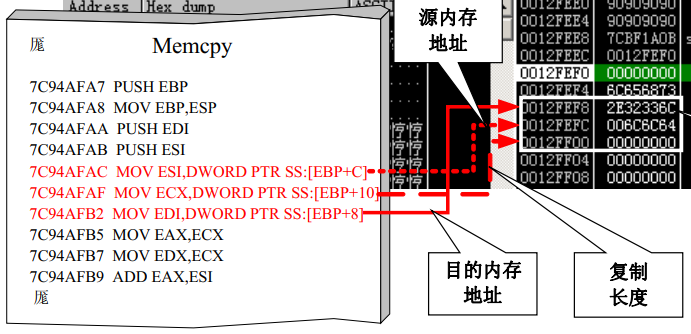 Address Hex dump
厖
Memcpy
7C94AFA7 PUSH EBP
7C94AFA8 MOV EBP,ESP
7C94AFAA PUSH EDI
7C94AFAB PUSH ESI
7C94AFAC MOV ESI,DWORD PTR SS:[EBP+C]
7C94AFAF MOV ECX,DWORD PTR SS:[EBP+10]
7C94AFB2 MOV EDI,DWORD PTR SS:[EBP+8]
7C94AFB5 MOV EAX,ECX
7C94AFB7 MOV EDX,ECX
7C94AFB9 ADD EAX,ESI
厖
源内存
地址
0012FEE0 90909090
0012FEE4 90909090
0012FEE8 7CBF1A0B
0012FEEC 0012FEF0
0012FEF0 00000000
0012FEF4 6C656873
0012FEF8 2E32336C
0012FEFC 006C6C64
0012FF00 00000000
0012FF04 00000000
0012FF08 00000000
目的内存
地址
复制
长度